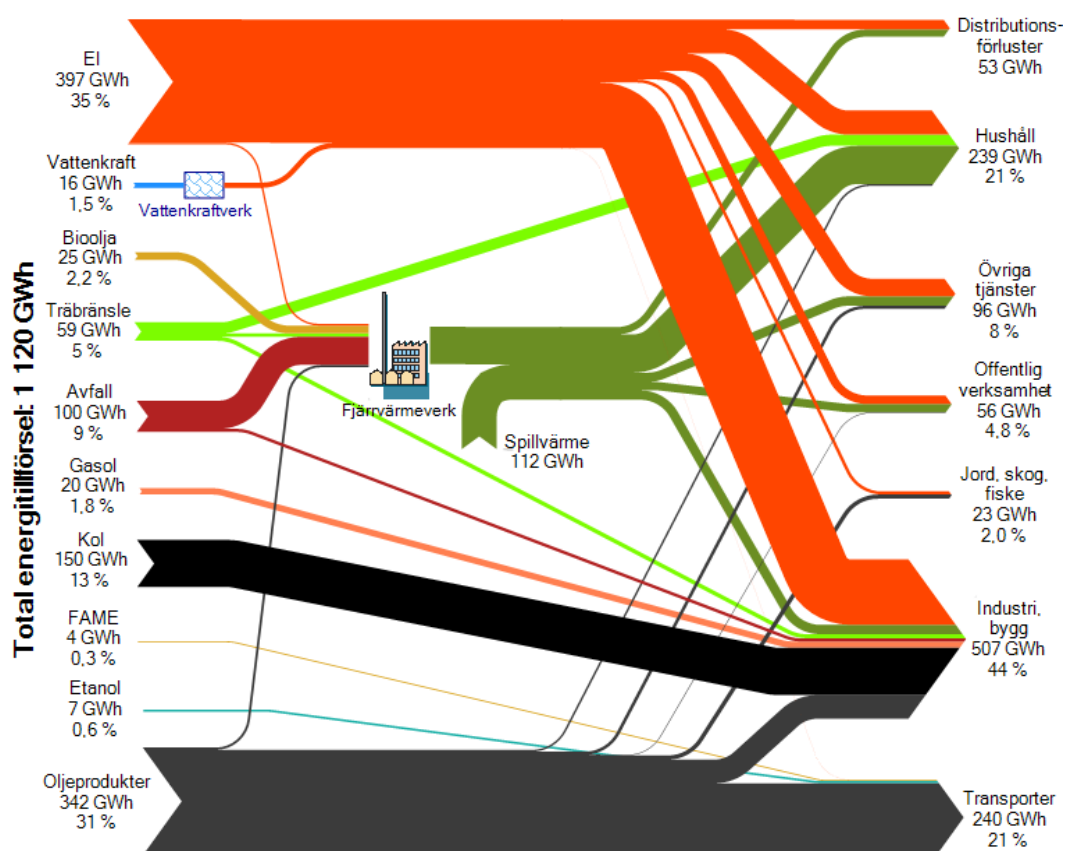 Total energitillförsel: 1 120 GWh
El
397 GWh
35 %
Vattenkraft
16 GWh
1,5 %
Vattenkraftverk
Bioolja
25 GWh
2,2 %
Träbränsle
59 GWh
5 %
Avfall
100 GWh
9 %
Gasol
20 GWh
1,8 %
Kol
150 GWh
13 %
FAME
4 GWh
0,3 %
Etanol
7 GWh
0,6 %
Oljeprodukter
342 GWh
31 %
Fjärrvärmeverk
Spillvärme
112 GWh
Distributions-
förluster
53 GWh
Hushåll
239 GWh
21 %
Övriga
tjänster
96 GWh
8 %
Offentlig
verksamhet
56 GWh
4,8 %
Jord, skog,
fiske
23 GWh
2,0 %
Industri,
bygg
507 GWh
44 %
Transporter
240 GWh
21 %